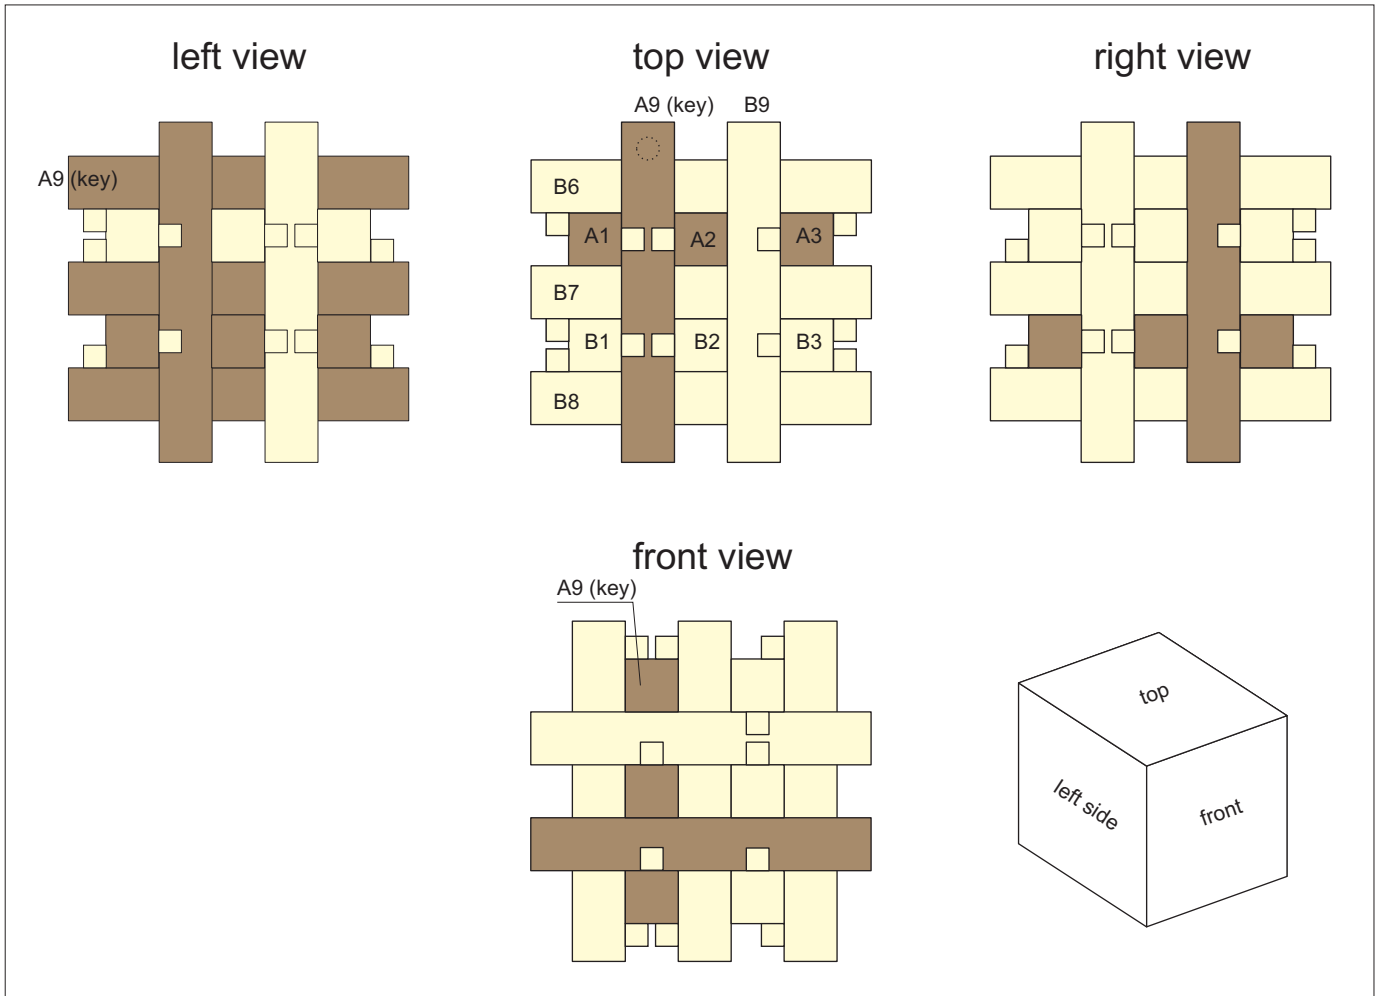 left view
top view
right view
A9 (key)
B9
A9 (key)
B6
A1
A2
A3
B7
B1
B2
B3
B8
front view
A9 (key)
top
left side
front